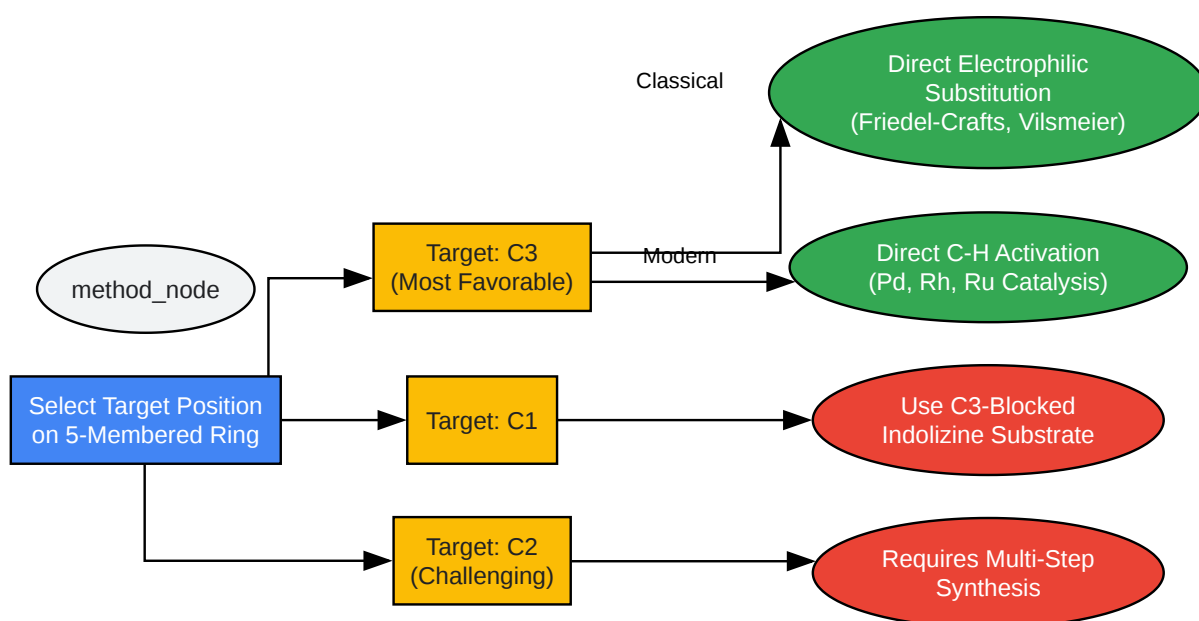 Classical
Direct Electrophilic
Substitution
(Friedel-Crafts, Vilsmeier)
Target: C3
(Most Favorable)
Modern
Direct C-H Activation
(Pd, Rh, Ru Catalysis)
method_node
Select Target Position
on 5-Membered Ring
Target: C1
Use C3-Blocked
Indolizine Substrate
Target: C2
(Challenging)
Requires Multi-Step
Synthesis